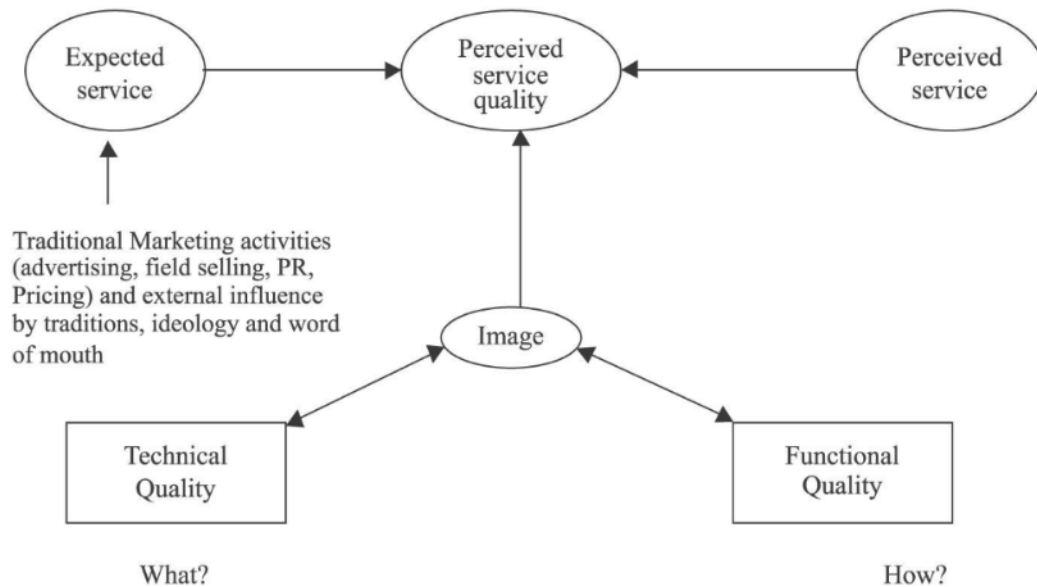 Expected
service
Perceived
service
quality
Perceived
service
Traditional Marketing activities
(advertising, field selling, PR,
Pricing) and external influence
by traditions, ideology and word
of mouth
Image
Technical
Quality
Functional
Quality
What?
How?